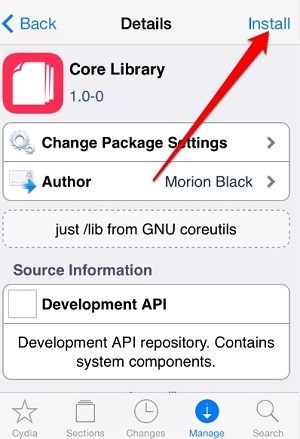 Back
Details
Install
Core Library
1.0-0
Change Package Settings
Author
Morion Black
just /lib from GNU coreutils
Source Information
Development API
Development API repository. Contains
system components.
Cydia
Sections
Changes
Manage
Search